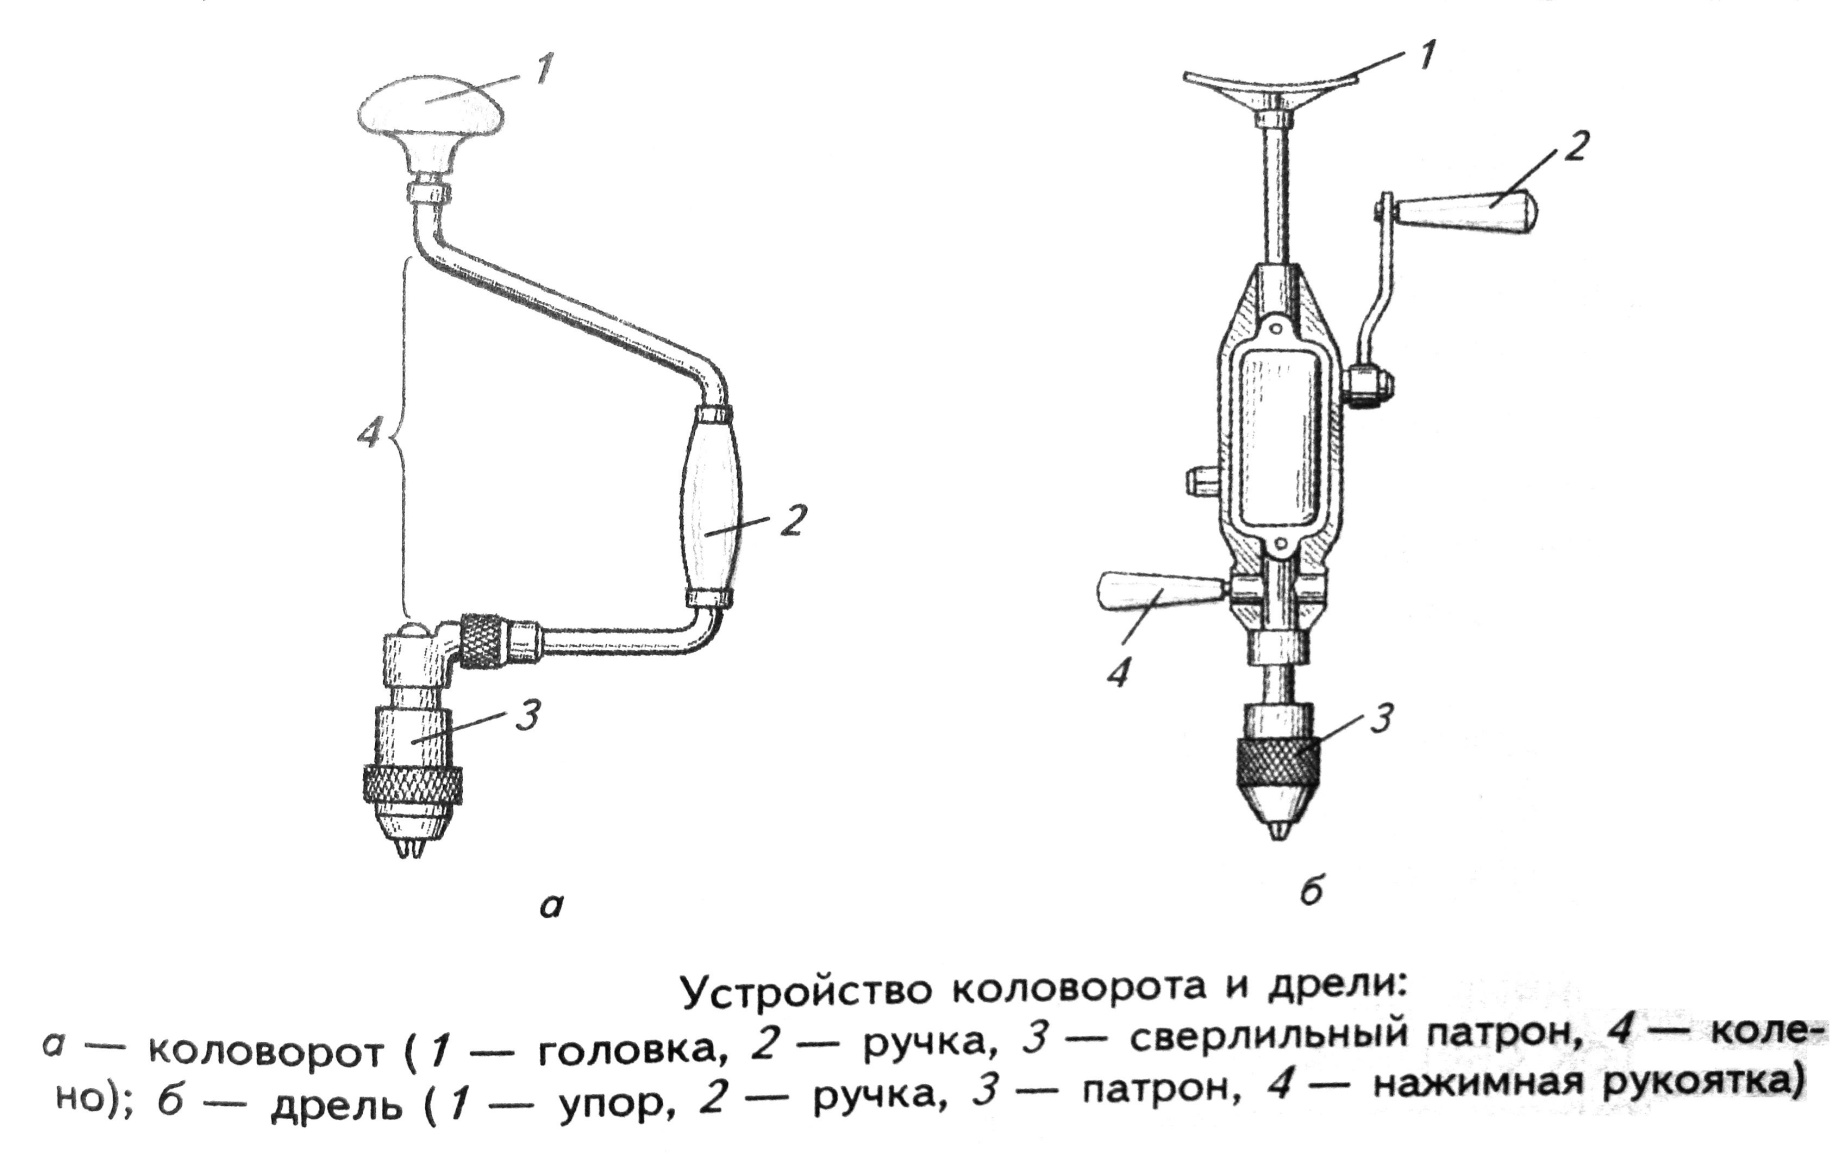 1
1
2
4
2
4
3
3
а
б
Устройство коловорота и дрели:
а — коловорот (1 — головка, 2 — ручка, 3 — сверлильный патрон, 4 — коле-
но); б — дрель (1 — упор, 2 — ручка, 3 — патрон, 4 — нажимная рукоятка)